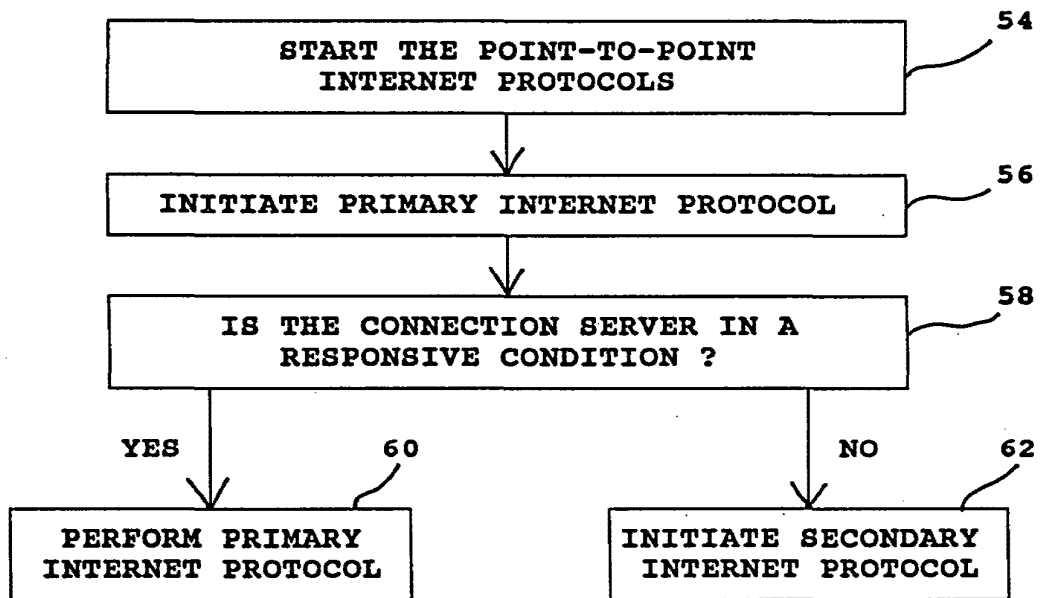 54
START THE POINT-TO-POINT
INTERNET PROTOCOLS
56
INITIATE PRIMARY INTERNET PROTOCOL
58
IS THE CONNECTION SERVER IN A
RESPONSIVE CONDITION ?
YES
60
NO
62
PERFORM PRIMARY
INTERNET PROTOCOL
INITIATE SECONDARY
INTERNET PROTOCOL